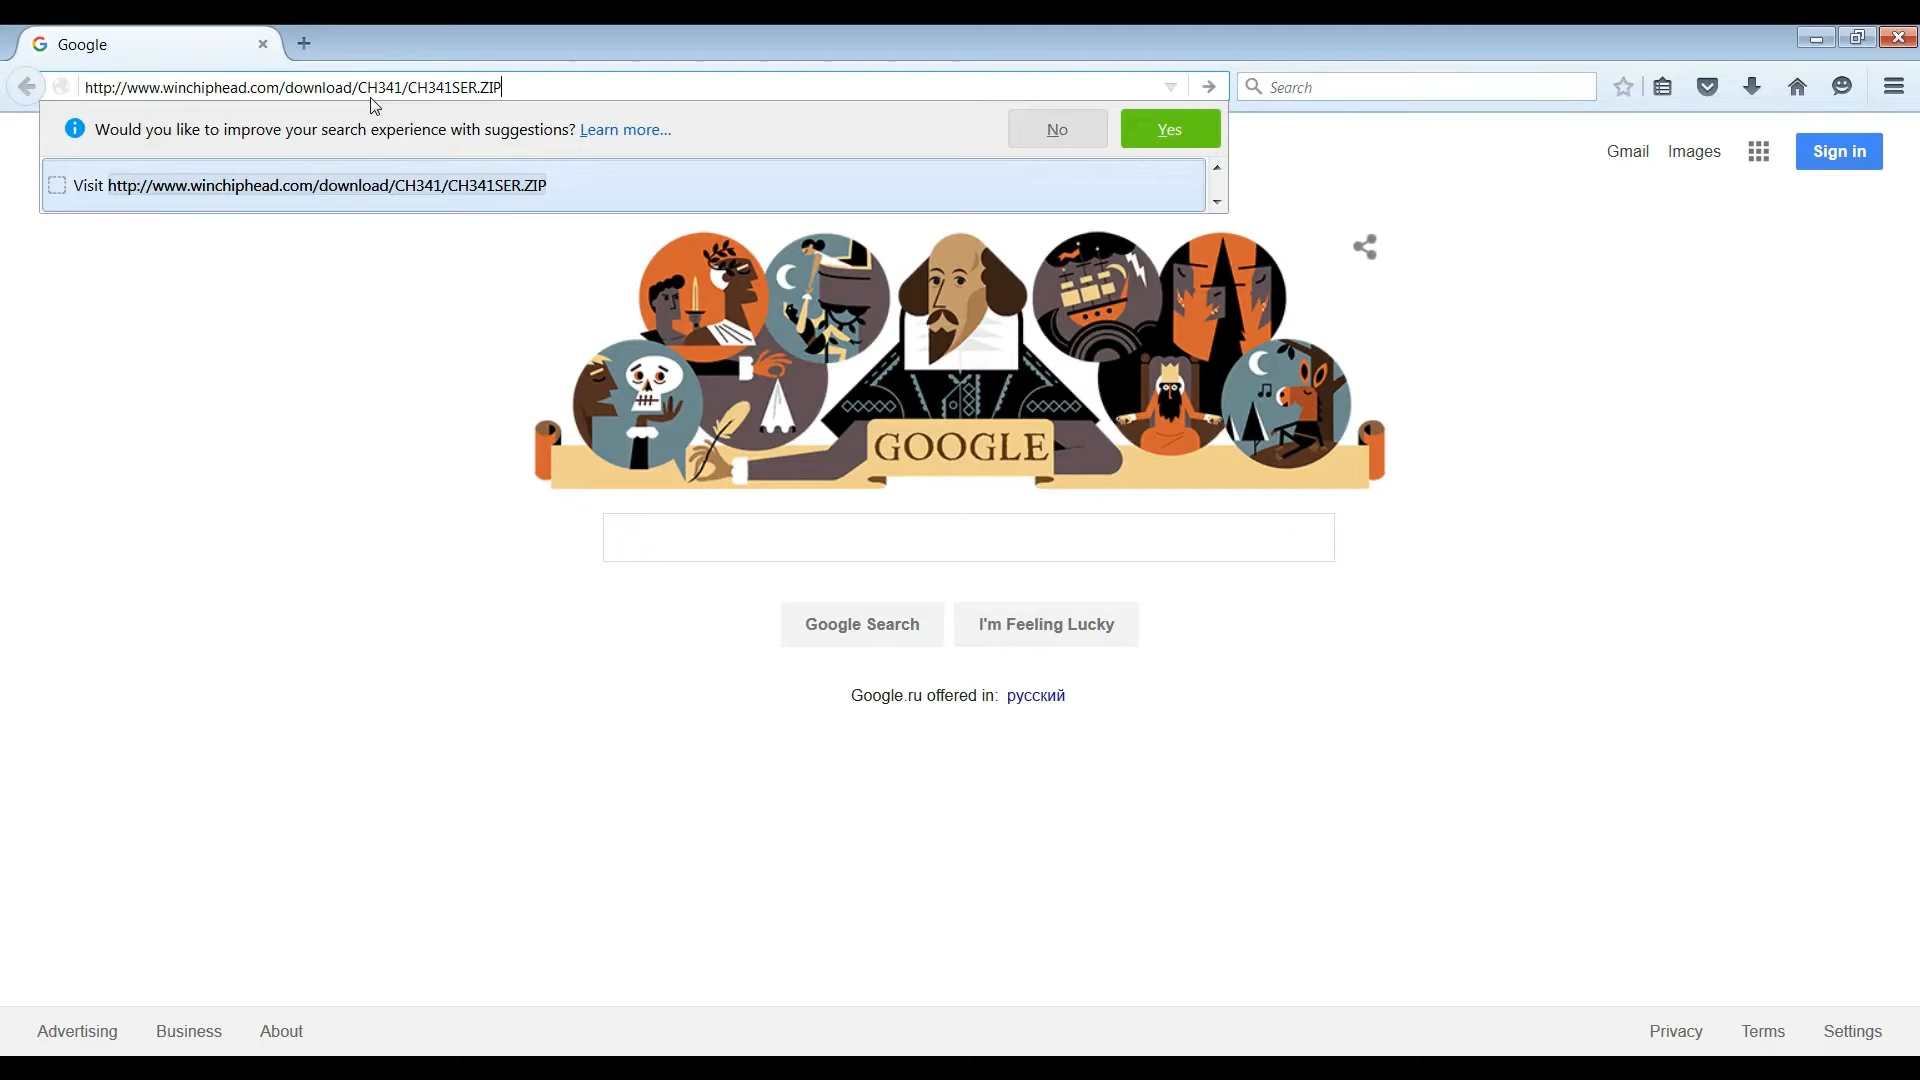 Google
http://www.winchiphead.com/download/CH341/CH341SER.ZIP
Search
Would you like to improve your search experience with suggestions? Learn more...
No
Yes
Visit http://www.winchiphead.com/download/CH341/CH341SER.ZIP
Gmail
Images
Sign in
GOOGLE
Google Search
I'm Feeling Lucky
Google.ru offered in: русский
Advertising
Business
About
Privacy
Terms
Settings